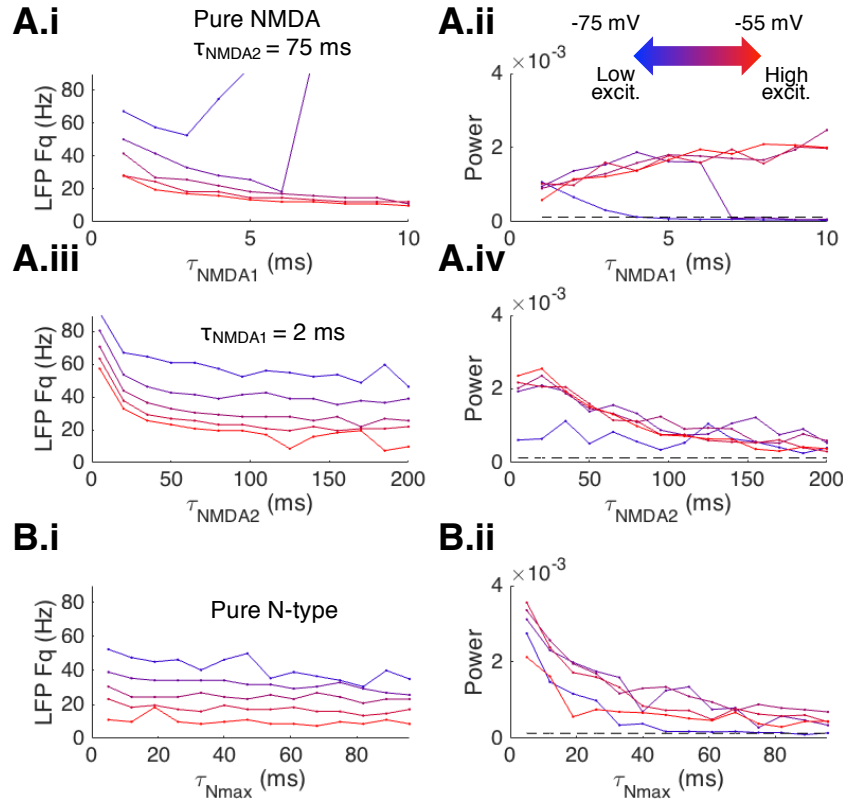 A.i
Pure NMDA
τNMDA2 = 75 ms
LFP Fq (Hz)
80
60
40
20
0
0
5
10
τNMDA1 (ms)
A.ii
-75 mV
-55 mV
Low
excit.
High
excit.
×10-3
Power
4
2
0
0
5
10
τNMDA1 (ms)
A.iii
τNMDA1 = 2 ms
LFP Fq (Hz)
80
60
40
20
0
0
50
100
150
200
τNMDA2 (ms)
A.iv
×10-3
Power
4
2
0
0
50
100
150
200
τNMDA2 (ms)
B.i
Pure N-type
LFP Fq (Hz)
80
60
40
20
0
0
20
40
60
80
τNmax (ms)
B.ii
×10-3
Power
4
2
0
0
20
40
60
80
τNmax (ms)